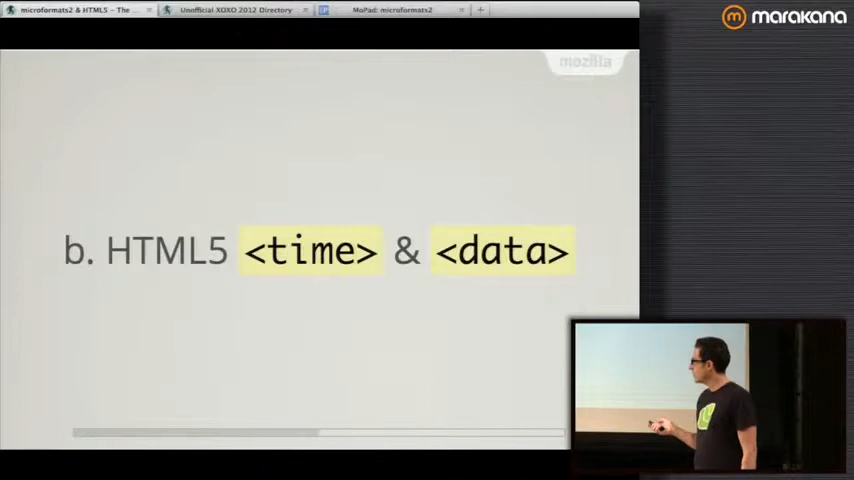 microformats2 & HTML5 – The ...
Unofficial XOXO 2012 Directory
MoPad: microformats2
marakana
mozilla
b. HTML5 <time> & <data>